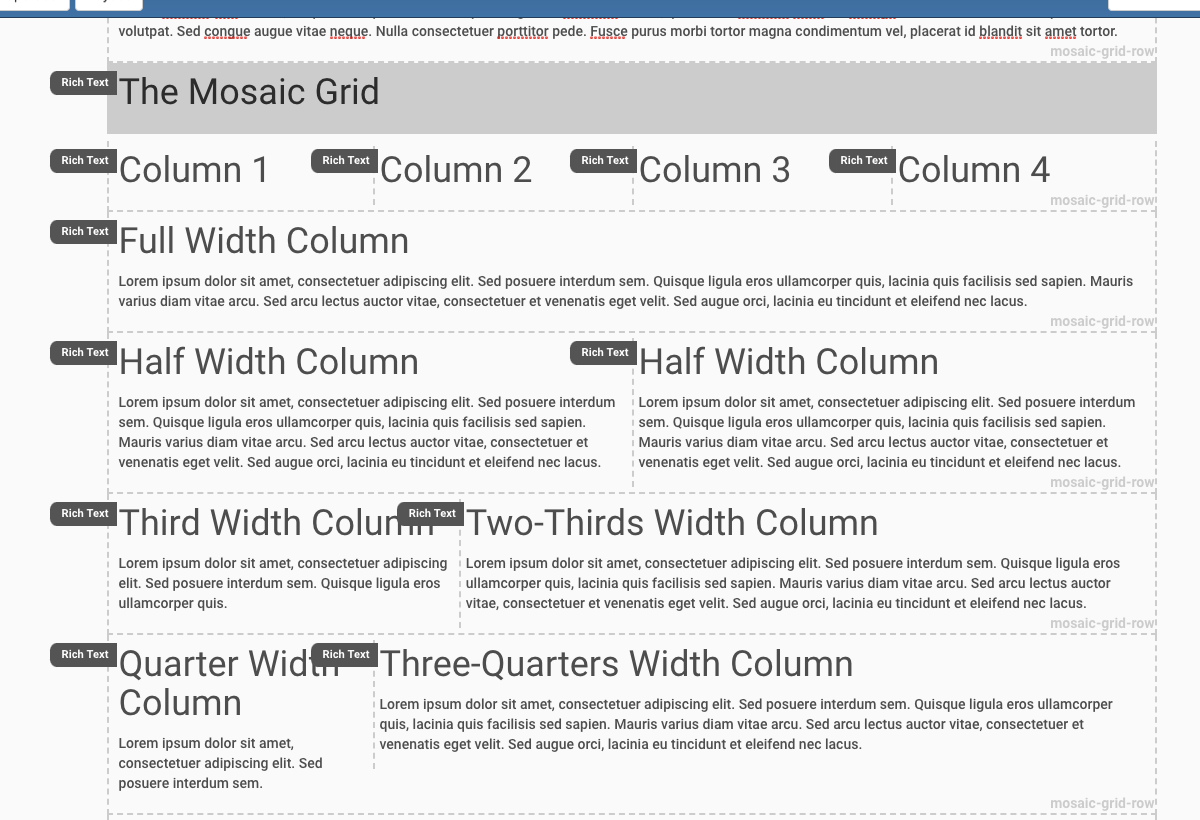 volutpat. Sed congue augue vitae neque. Nulla consectetuer porttitor pede. Fusce purus morbi tortor magna condimentum vel, placerat id blandit sit amet tortor.
mosaic-grid-row
Rich Text
The Mosaic Grid
Rich Text
Column 1
Rich Text
Column 2
Rich Text
Column 3
Rich Text
Column 4
mosaic-grid-row
Rich Text
Full Width Column
Lorem ipsum dolor sit amet, consectetuer adipiscing elit. Sed posuere interdum sem. Quisque ligula eros ullamcorper quis, lacinia quis facilisis sed sapien. Mauris
varius diam vitae arcu. Sed arcu lectus auctor vitae, consectetuer et venenatis eget velit. Sed augue orci, lacinia eu tincidunt et eleifend nec lacus.
mosaic-grid-row
Rich Text
Half Width Column
Lorem ipsum dolor sit amet, consectetuer adipiscing elit. Sed posuere interdum
sem. Quisque ligula eros ullamcorper quis, lacinia quis facilisis sed sapien.
Mauris varius diam vitae arcu. Sed arcu lectus auctor vitae, consectetuer et
venenatis eget velit. Sed augue orci, lacinia eu tincidunt et eleifend nec lacus.
Rich Text
Half Width Column
Lorem ipsum dolor sit amet, consectetuer adipiscing elit. Sed posuere interdum
sem. Quisque ligula eros ullamcorper quis, lacinia quis facilisis sed sapien.
Mauris varius diam vitae arcu. Sed arcu lectus auctor vitae, consectetuer et
venenatis eget velit. Sed augue orci, lacinia eu tincidunt et eleifend nec lacus.
mosaic-grid-row
Rich Text
Third Width Column
Lorem ipsum dolor sit amet, consectetuer adipiscing
elit. Sed posuere interdum sem. Quisque ligula eros
ullamcorper quis.
Rich Text
Two-Thirds Width Column
Lorem ipsum dolor sit amet, consectetuer adipiscing elit. Sed posuere interdum sem. Quisque ligula eros
ullamcorper quis, lacinia quis facilisis sed sapien. Mauris varius diam vitae arcu. Sed arcu lectus auctor
vitae, consectetuer et venenatis eget velit. Sed augue orci, lacinia eu tincidunt et eleifend nec lacus.
mosaic-grid-row
Rich Text
Quarter Width
Column
Lorem ipsum dolor sit amet,
consectetuer adipiscing elit. Sed
posuere interdum sem.
Rich Text
Three-Quarters Width Column
Lorem ipsum dolor sit amet, consectetuer adipiscing elit. Sed posuere interdum sem. Quisque ligula eros ullamcorper
quis, lacinia quis facilisis sed sapien. Mauris varius diam vitae arcu. Sed arcu lectus auctor vitae, consectetuer et
venenatis eget velit. Sed augue orci, lacinia eu tincidunt et eleifend nec lacus.
mosaic-grid-row